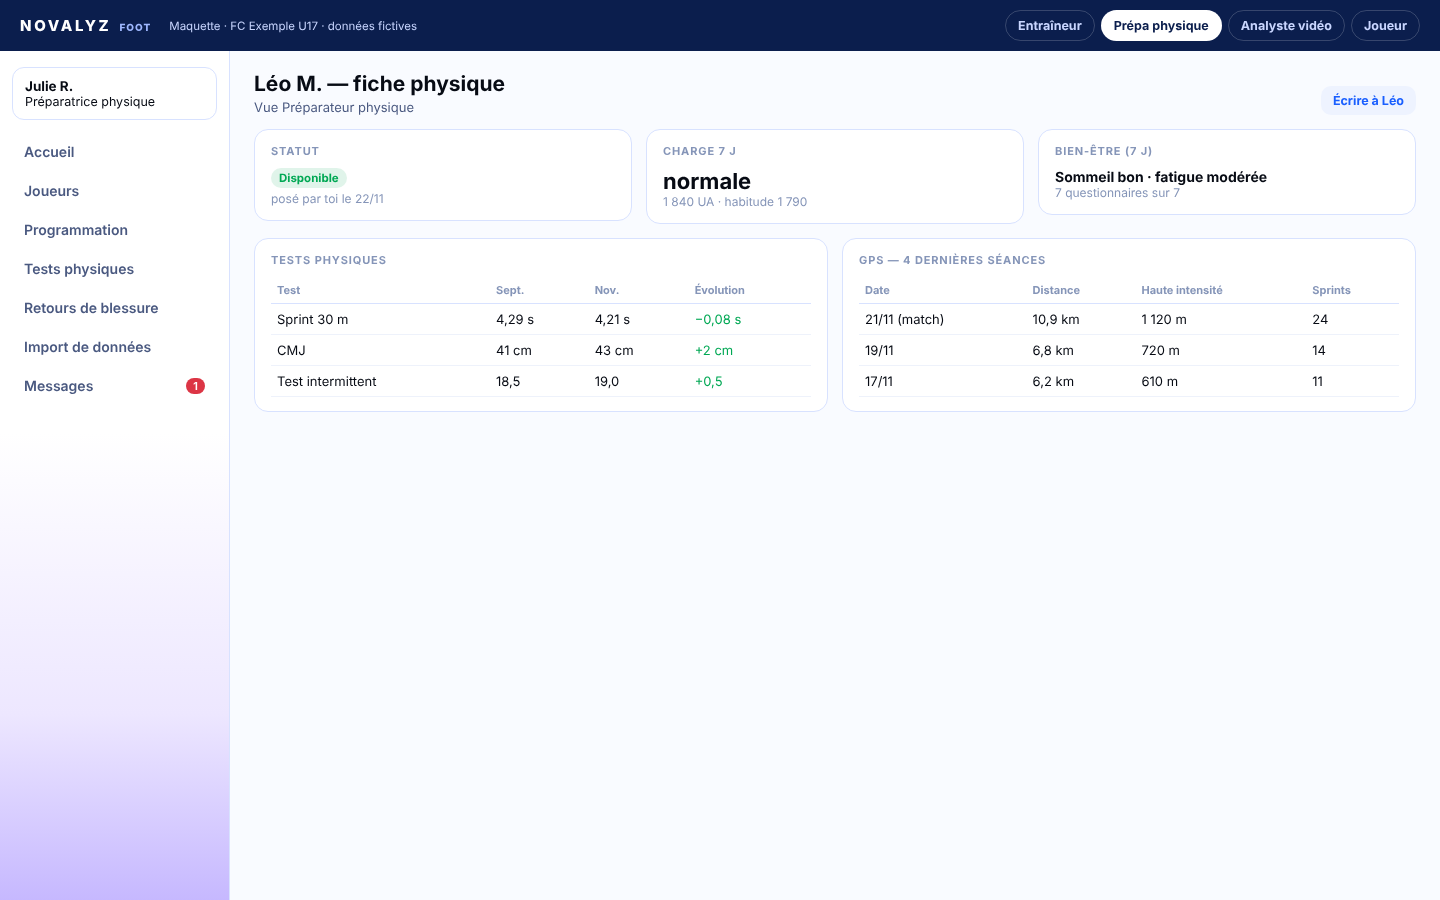 NOVALYZ FOOT Maquette · FC Exemple U17 · données fictives Entraîneur Prépa physique Analyste vidéo Joueur
Julie R.
Préparatrice physique
Accueil
Joueurs
Programmation
Tests physiques
Retours de blessure
Import de données
Messages 1
Léo M. — fiche physique
Vue Préparateur physique
Écrire à Léo
STATUT
Disponible
posé par toi le 22/11
CHARGE 7 J
normale
1 840 UA · habitude 1 790
BIEN-ÊTRE (7 J)
Sommeil bon · fatigue modérée
7 questionnaires sur 7
TESTS PHYSIQUES
Test Sept. Nov. Évolution
Sprint 30 m 4,29 s 4,21 s −0,08 s
CMJ 41 cm 43 cm +2 cm
Test intermittent 18,5 19,0 +0,5
GPS — 4 DERNIÈRES SÉANCES
Date Distance Haute intensité Sprints
21/11 (match) 10,9 km 1 120 m 24
19/11 6,8 km 720 m 14
17/11 6,2 km 610 m 11